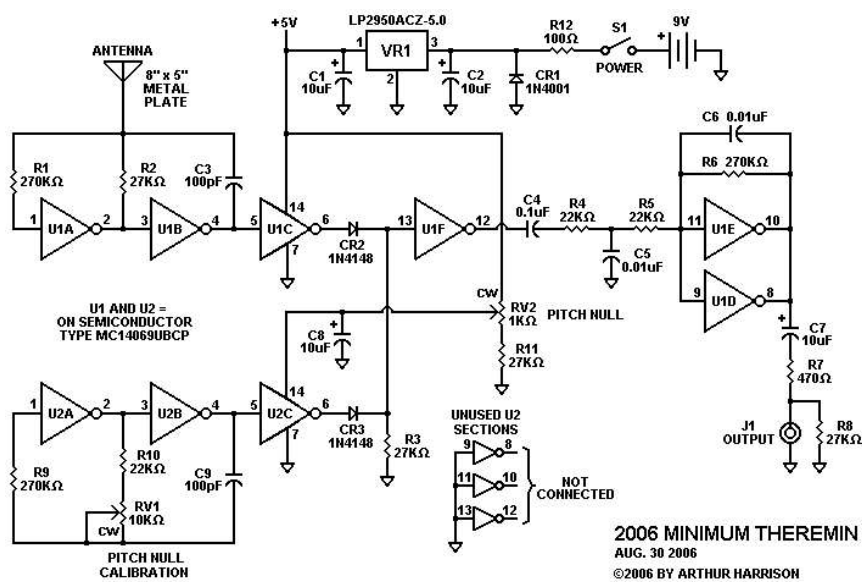 LP2950ACZ-5.0
+5V
R12
100Ω
S1
POWER
9V
+
1
VR1
3
2
+
C1
10uF
+
C2
10uF
CR1
1N4001
ANTENNA
8" x 5"
METAL
PLATE
C6 0.01uF
R6 270KΩ
R1
270KΩ
R2
27KΩ
C3
100pF
1
U1A
2
3
U1B
4
5
U1C
14
6
7
CR2
1N4148
13
U1F
12
C4
0.1uF
R4
22KΩ
R5
22KΩ
C5
0.01uF
11
U1E
10
9
U1D
8
U1 AND U2 =
ON SEMICONDUCTOR
TYPE MC14069UBCP
CW
RV2
1KΩ
PITCH NULL
+
C8
10uF
R11
27KΩ
+
C7
10uF
R7
470Ω
J1
OUTPUT
R8
27KΩ
1
U2A
2
3
U2B
4
5
U2C
14
6
7
CR3
1N4148
R3
27KΩ
R9
270KΩ
R10
22KΩ
RV1
10KΩ
CW
C9
100pF
PITCH NULL
CALIBRATION
UNUSED U2
SECTIONS
9
8
11
10
13
12
NOT
CONNECTED
2006 MINIMUM THEREMIN
AUG. 30 2006
©2006 BY ARTHUR HARRISON